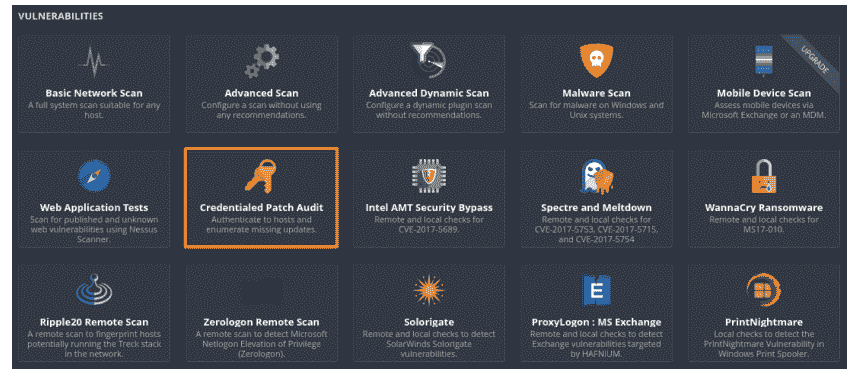 VULNERABILITIES
UPGRADE
Basic Network Scan
A full system scan suitable for any
host.
Advanced Scan
Configure a scan without using
any recommendations.
Advanced Dynamic Scan
Configure a dynamic plugin scan
without recommendations.
Malware Scan
Scan for malware on Windows and
Unix systems.
Mobile Device Scan
Assess mobile devices via
Microsoft Exchange or an MDM.
Web Application Tests
Scan for published and unknown
web vulnerabilities using Nessus
Scanner.
Credentialed Patch Audit
Authenticate to hosts and
enumerate missing updates.
Intel AMT Security Bypass
Remote and local checks for
CVE-2017-5689.
Spectre and Meltdown
Remote and local checks for
CVE-2017-5753, CVE-2017-5715,
and CVE-2017-5754
WannaCry Ransomware
Remote and local checks for
MS17-010.
Ripple20 Remote Scan
A remote scan to fingerprint hosts
potentially running the Treck stack
in the network.
Zerologon Remote Scan
A remote scan to detect Microsoft
Netlogon Elevation of Privilege
(Zerologon).
Solorigate
Remote and local checks to detect
SolarWinds Solorigate
vulnerabilities.
E
ProxyLogon : MS Exchange
Remote and local checks to detect
Exchange vulnerabilities targeted
by HAFNIUM.
PrintNightmare
Local checks to detect the
PrintNightmare Vulnerability in
Windows Print Spooler.